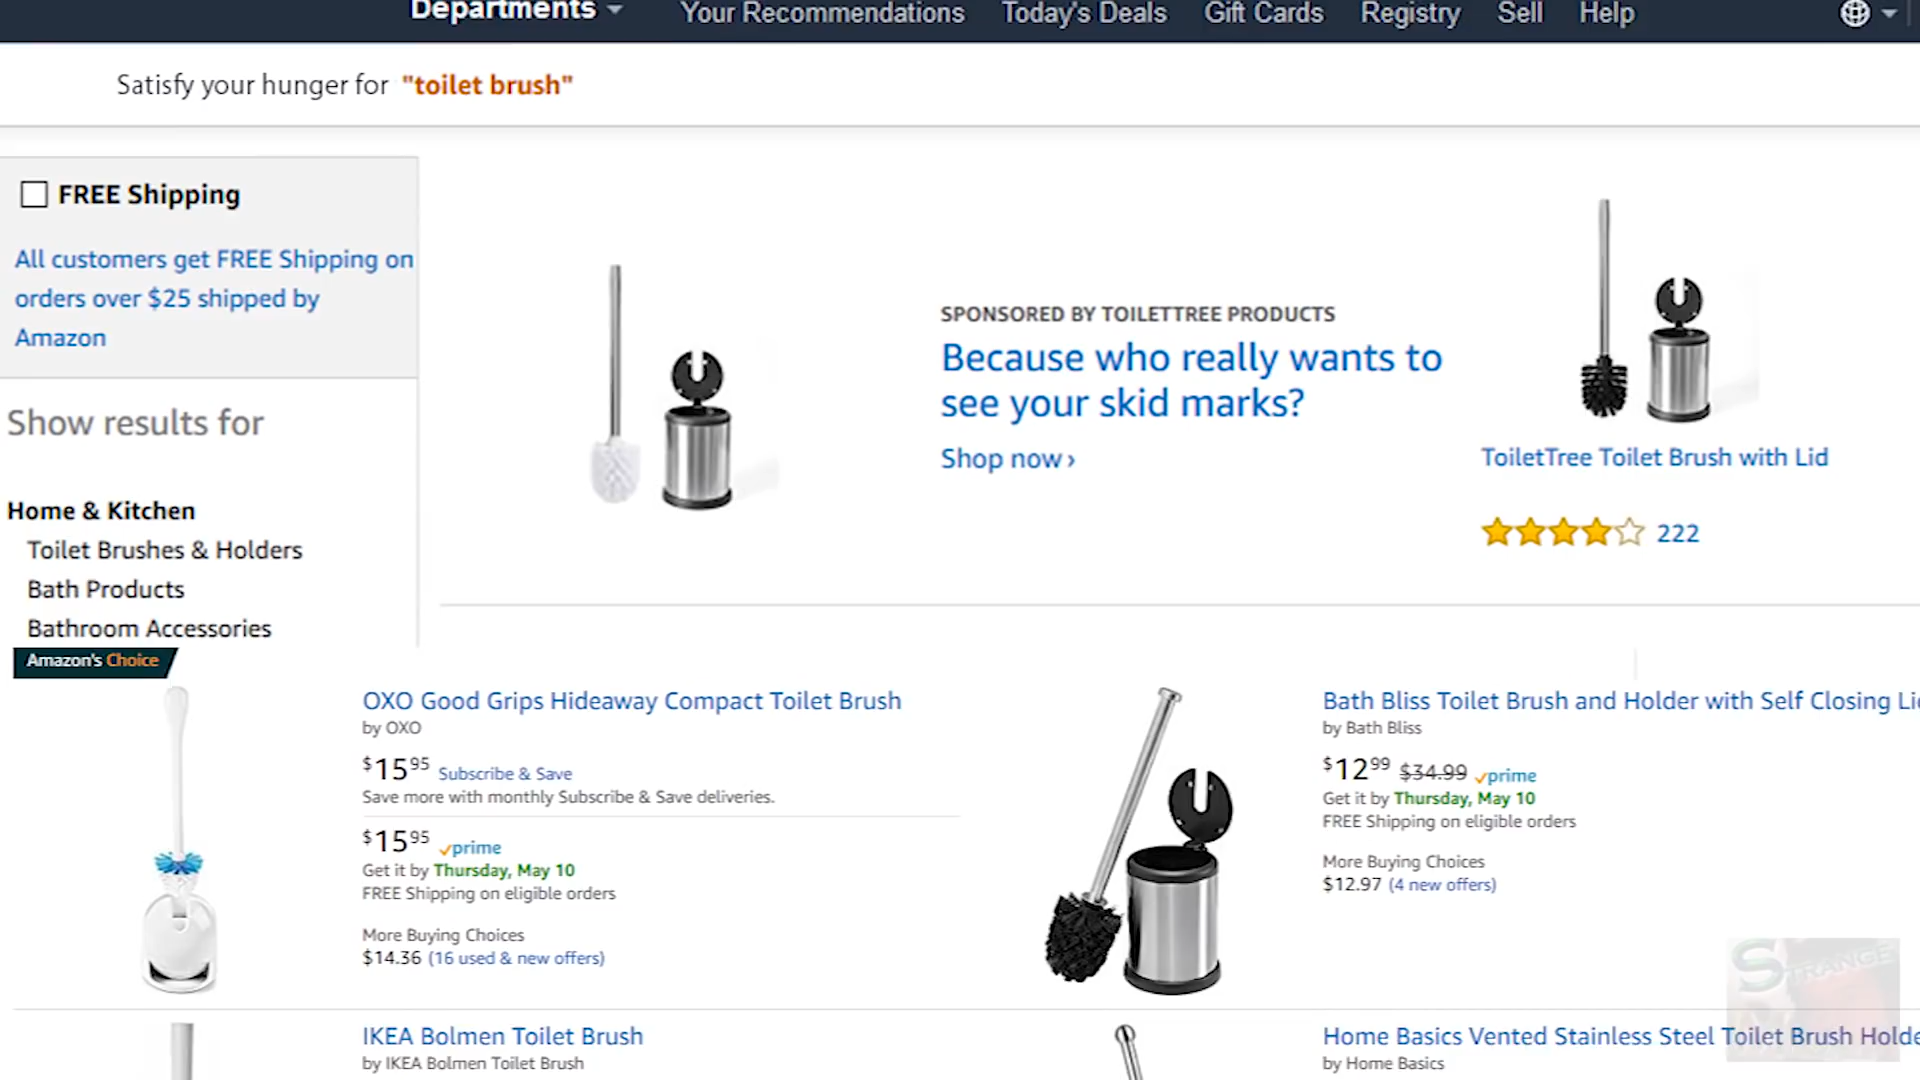 Departments
Your Recommendations Today's Deals Gift Cards Registry Sell Help
Satisfy your hunger for "toilet brush"
FREE Shipping
All customers get FREE Shipping on
orders over $25 shipped by
Amazon
Show results for
Home & Kitchen
Toilet Brushes & Holders
Bath Products
Bathroom Accessories
SPONSORED BY TOILETTREE PRODUCTS
Because who really wants to
see your skid marks?
Shop now ›
ToiletTree Toilet Brush with Lid
222
Amazon's Choice
OXO Good Grips Hideaway Compact Toilet Brush
by OXO
$15.95 Subscribe & Save
Save more with monthly Subscribe & Save deliveries.
$15.95 prime
Get it by Thursday, May 10
FREE Shipping on eligible orders
More Buying Choices
$14.36 (16 used & new offers)
Bath Bliss Toilet Brush and Holder with Self Closing Li
by Bath Bliss
$12.99 $34.99 prime
Get it by Thursday, May 10
FREE Shipping on eligible orders
More Buying Choices
$12.97 (4 new offers)
IKEA Bolmen Toilet Brush
by IKEA Bolmen Toilet Brush
Home Basics Vented Stainless Steel Toilet Brush Holde
by Home Basics
STRANGE